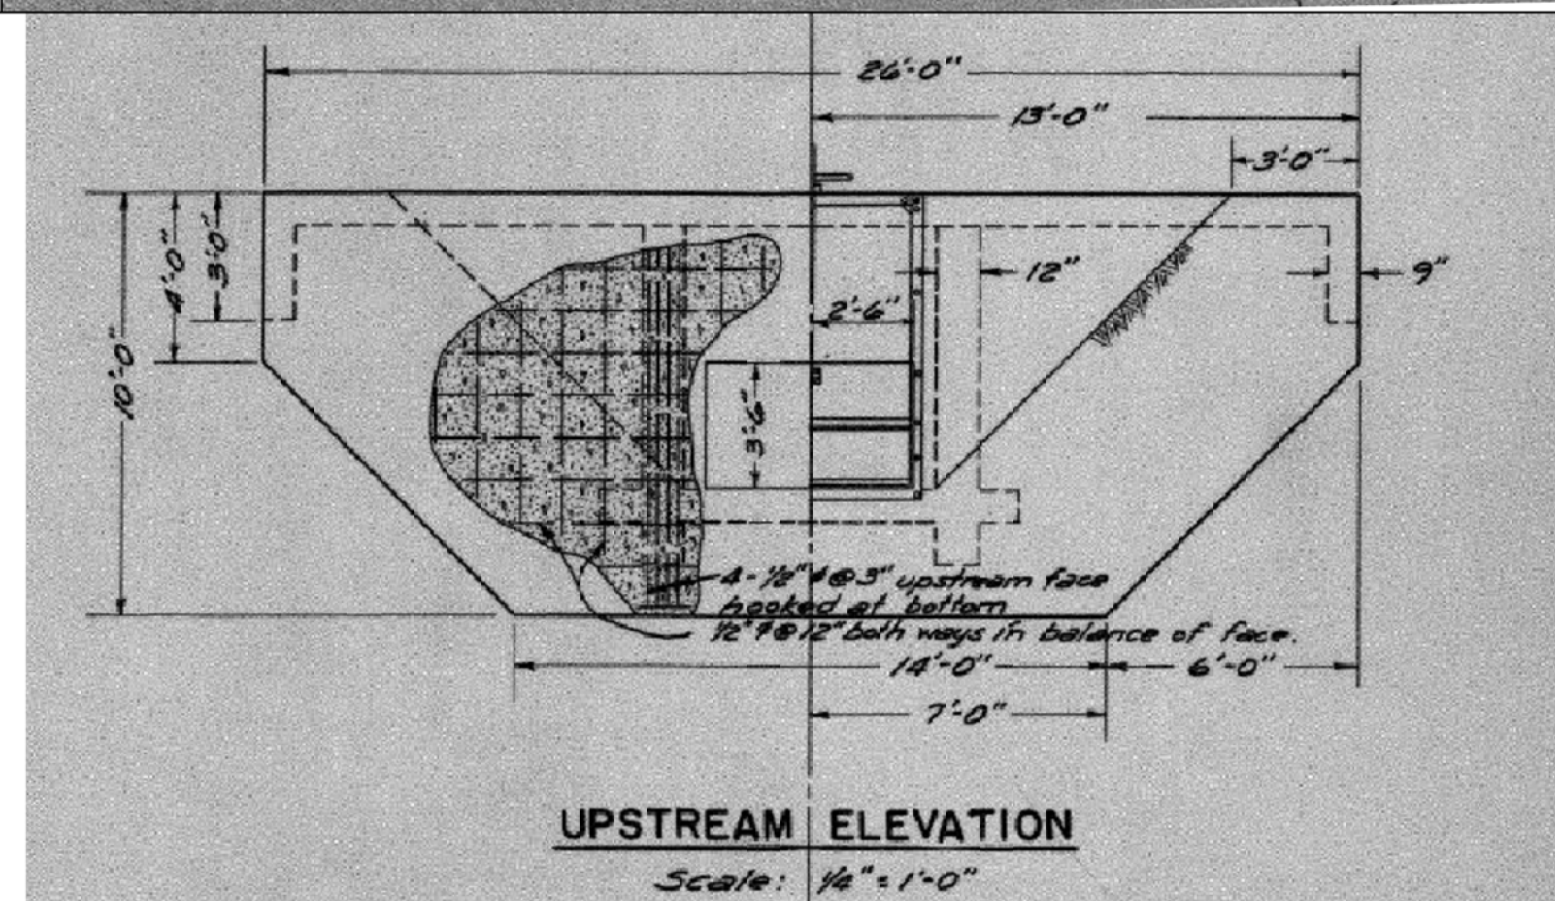 26'-0"
13'-0"
3'-0"
4'-0"
3'-0"
10'-0"
12"
9"
2'-6"
3'-6"
4-1/2"φ@3" upstream face
hooked at bottom
1/2"φ@12" both ways in balance of face.
14'-0"
6'-0"
7'-0"
UPSTREAM ELEVATION
Scale: 1/4" = 1'-0"